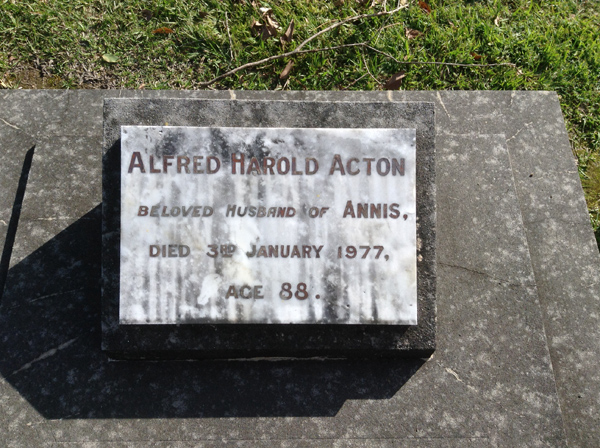 ALFRED HAROLD ACTON
BELOVED HUSBAND OF ANNIS,
DIED 3RD JANUARY 1977,
AGE 88.